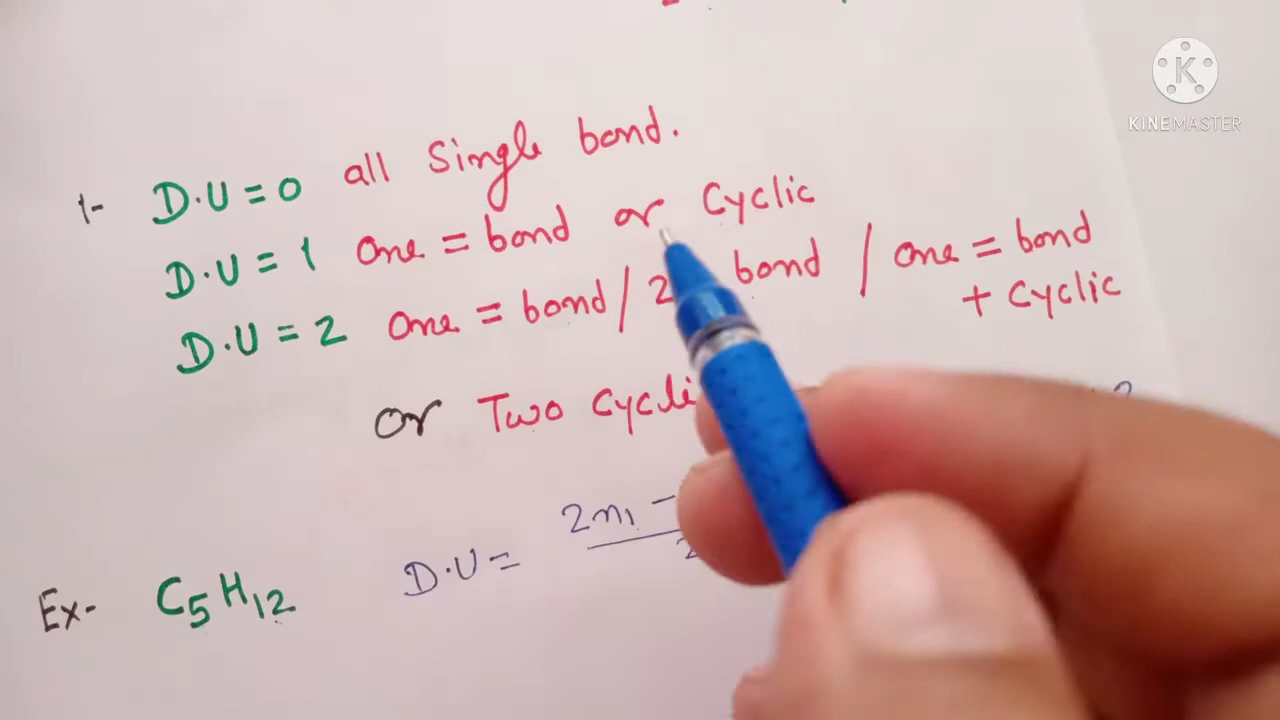 KINEMASTER
1- D.U = 0 all Single bond.
D.U = 1 One = bond or Cyclic
D.U = 2 One = bond / 2 bond / One = bond
+ Cyclic
or Two Cycli
D.U = 2n1 -
2
Ex- C5H12